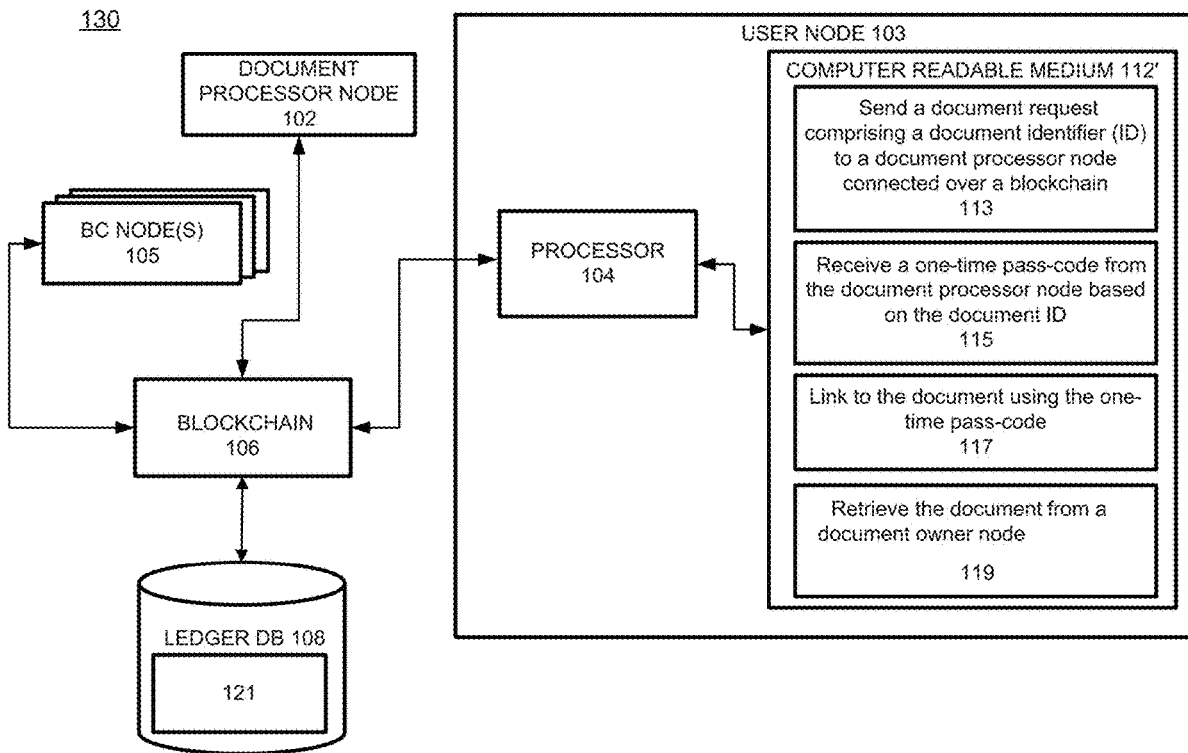 130
DOCUMENT
PROCESSOR NODE
102
BC NODE(S)
105
BLOCKCHAIN
106
LEDGER DB 108
121
USER NODE 103
PROCESSOR
104
COMPUTER READABLE MEDIUM 112'
Send a document request
comprising a document identifier (ID)
to a document processor node
connected over a blockchain
113
Receive a one-time pass-code from
the document processor node based
on the document ID
115
Link to the document using the one-
time pass-code
117
Retrieve the document from a
document owner node
119